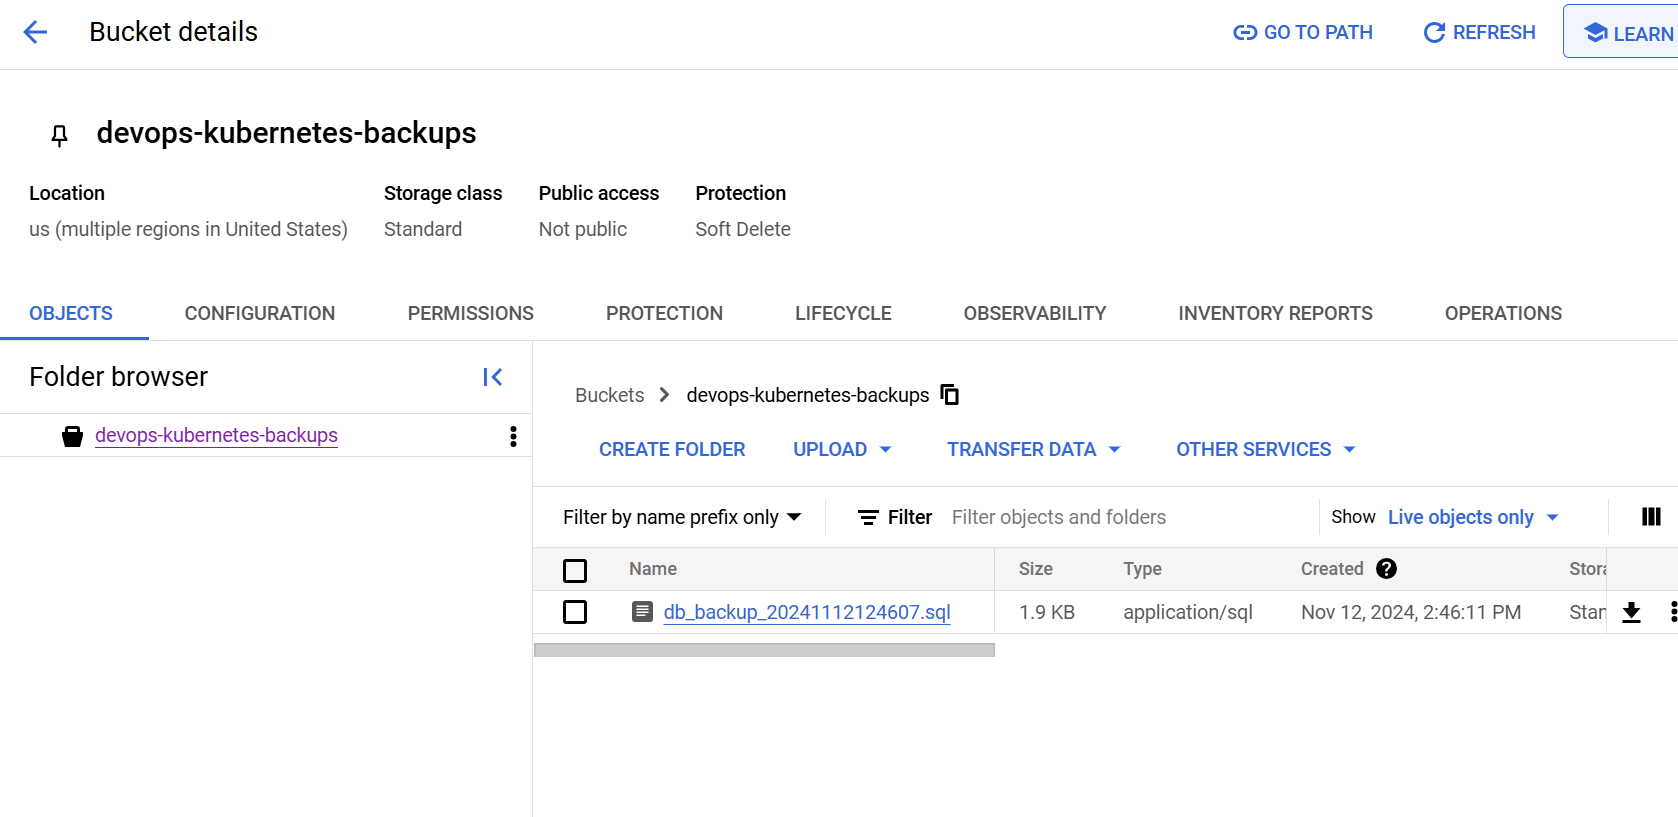 Bucket details
GO TO PATH
REFRESH
LEARN
devops-kubernetes-backups
Location
Storage class
Public access
Protection
us (multiple regions in United States)
Standard
Not public
Soft Delete
OBJECTS
CONFIGURATION
PERMISSIONS
PROTECTION
LIFECYCLE
OBSERVABILITY
INVENTORY REPORTS
OPERATIONS
Folder browser
devops-kubernetes-backups
Buckets
devops-kubernetes-backups
CREATE FOLDER
UPLOAD
TRANSFER DATA
OTHER SERVICES
Filter by name prefix only
Filter
Filter objects and folders
Show
Live objects only
Name
Size
Type
Created
Stora
db_backup_20241112124607.sql
1.9 KB
application/sql
Nov 12, 2024, 2:46:11 PM
Stan